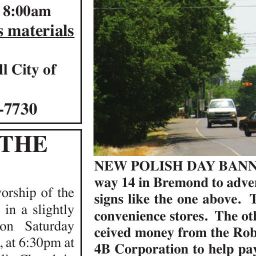 8:00am
s materials
ll City of
-7730
THE
orship of the
in a slightly
on Saturday
, at 6:30pm at
NEW POLISH DAY BANN
way 14 in Bremond to adver
signs like the one above. T
convenience stores. The oth
ceived money from the Rob
4B Corporation to help pay